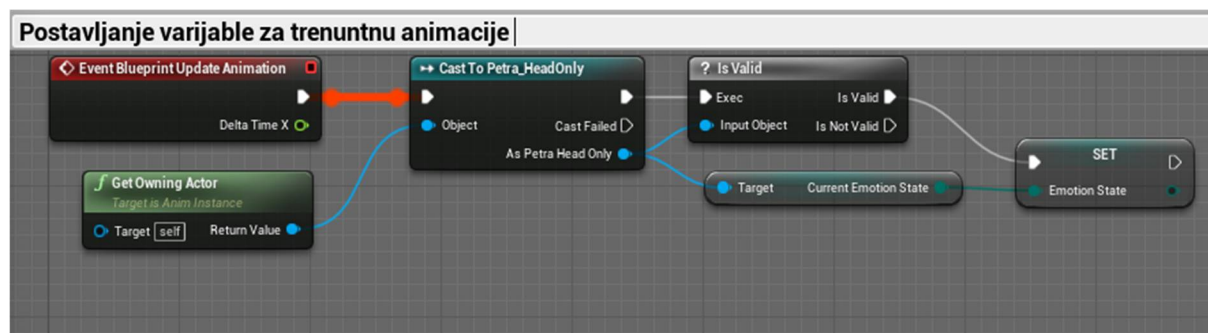 Postavljanje varijable za trenuntnu animacije
Event Blueprint Update Animation
Delta Time X
Cast To Petra_HeadOnly
Object
Cast Failed
As Petra Head Only
? Is Valid
Exec
Is Valid
Input Object
Is Not Valid
SET
Emotion State
f Get Owning Actor
Target is Anim Instance
Target self
Return Value
Target
Current Emotion State